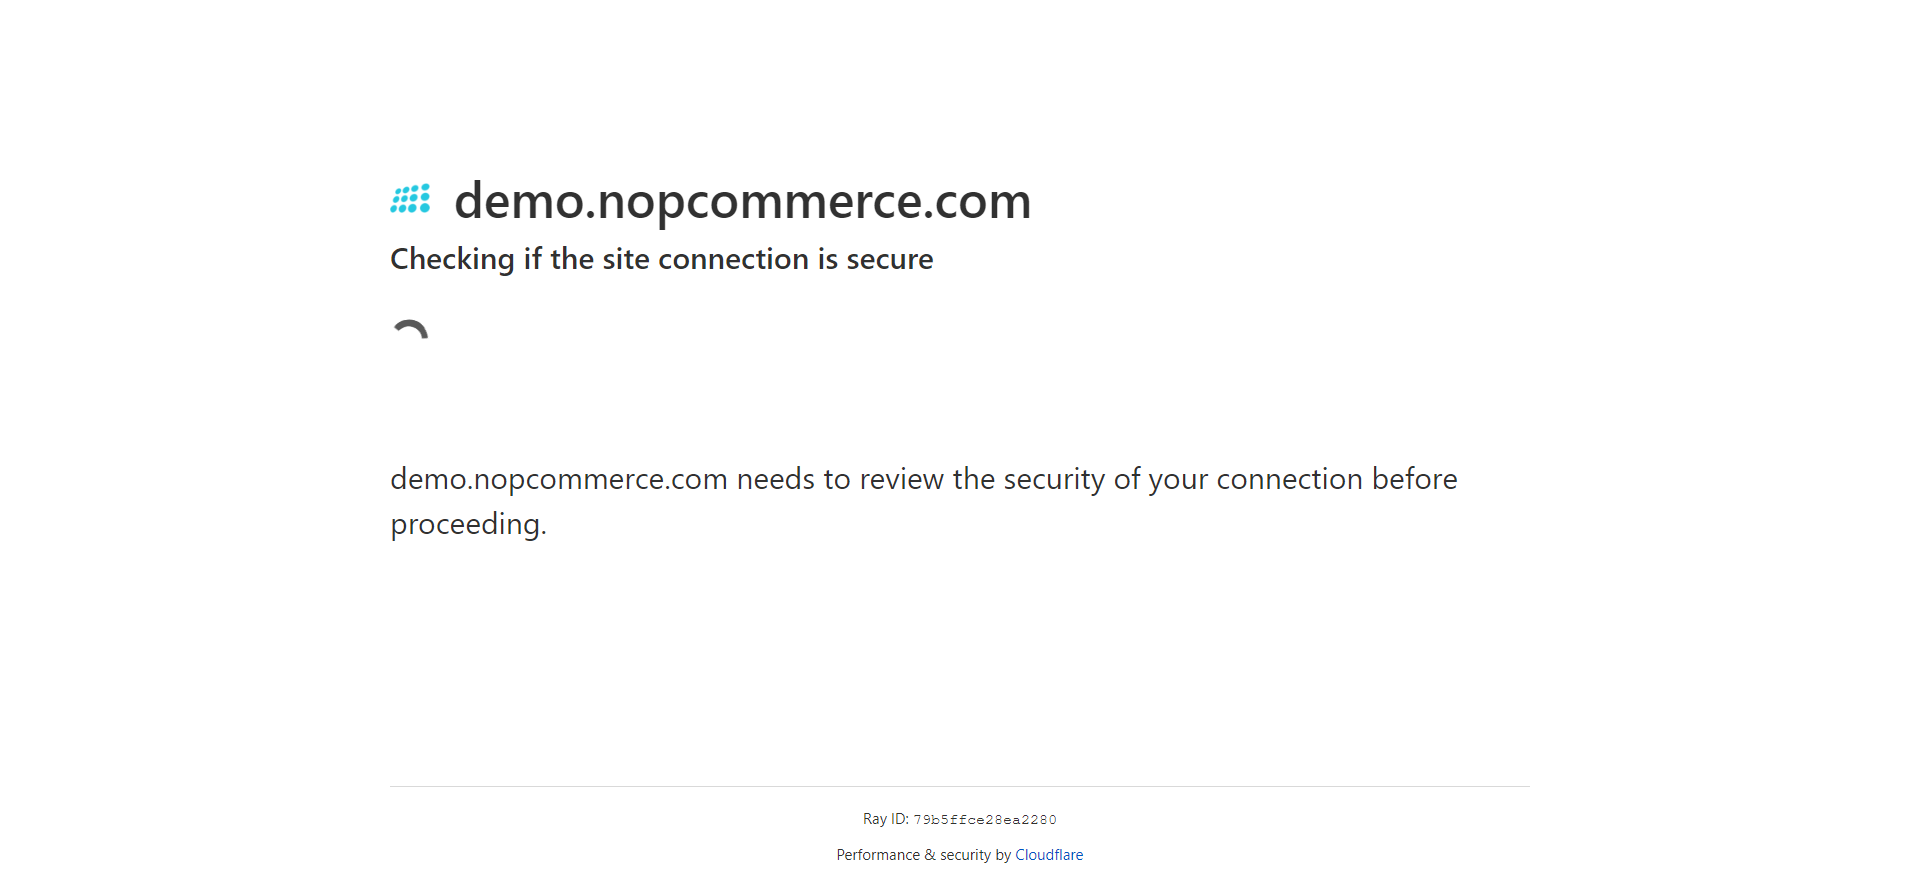 demo.nopcommerce.com
Checking if the site connection is secure
demo.nopcommerce.com needs to review the security of your connection before
proceeding.
Ray ID: 79b5ffce28ea2280
Performance & security by Cloudflare